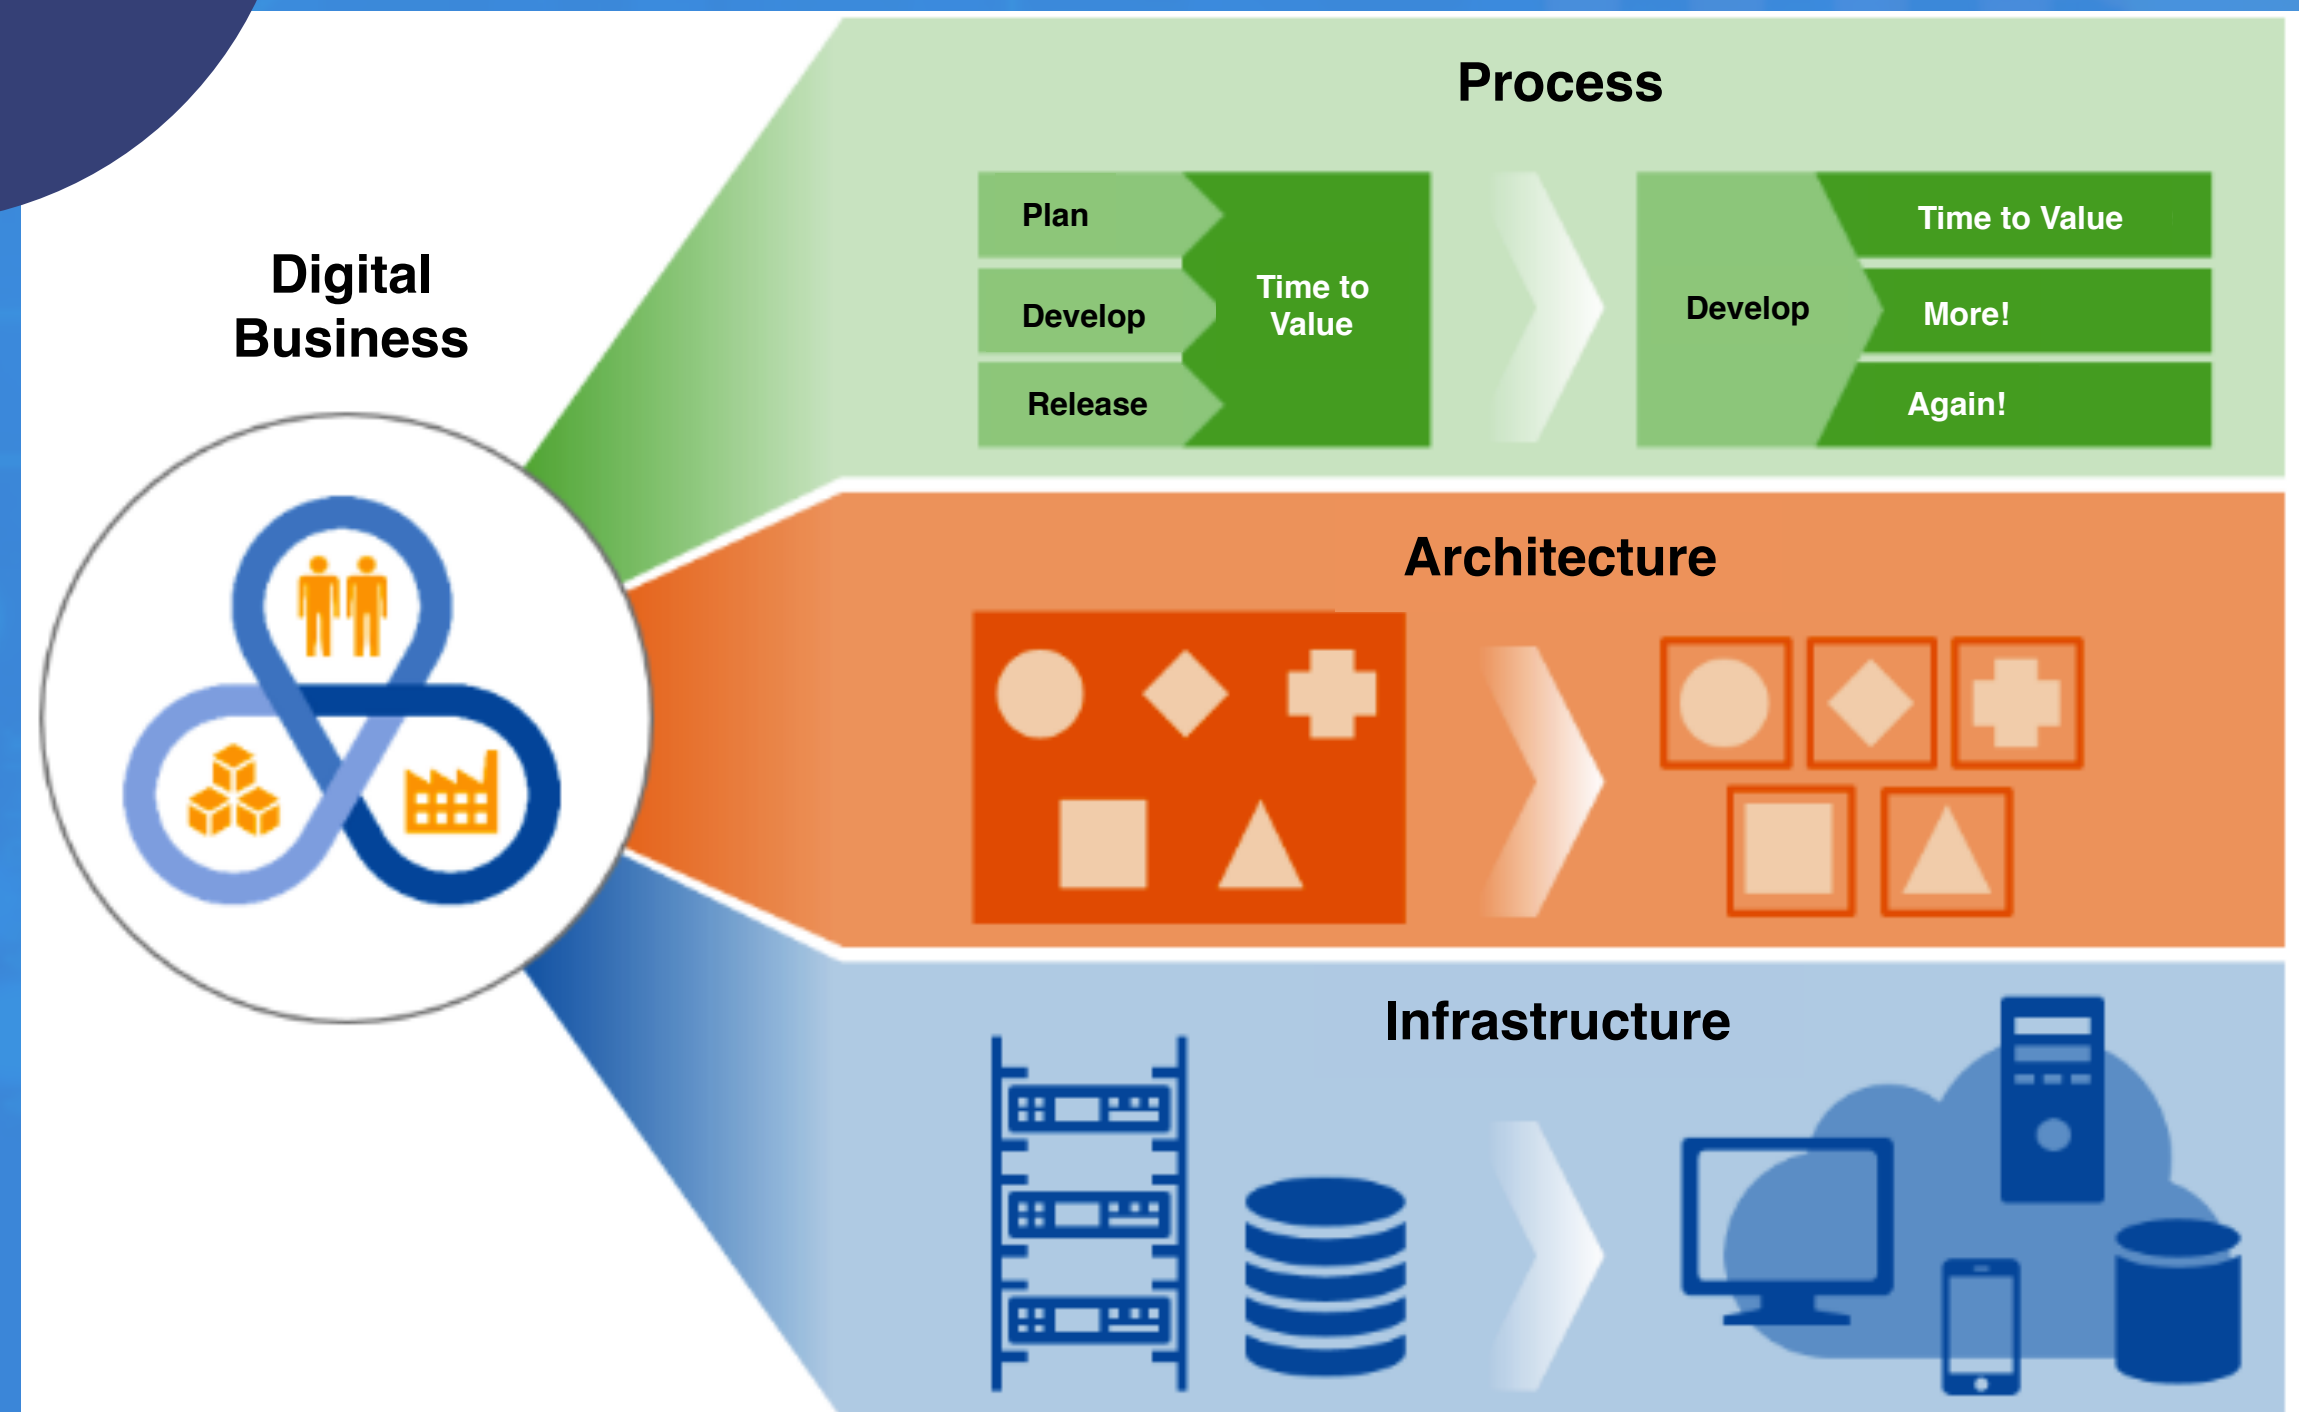 Digital
Business
Process
Plan
Develop
Release
Time to
Value
Develop
Time to Value
More!
Again!
Architecture
Infrastructure